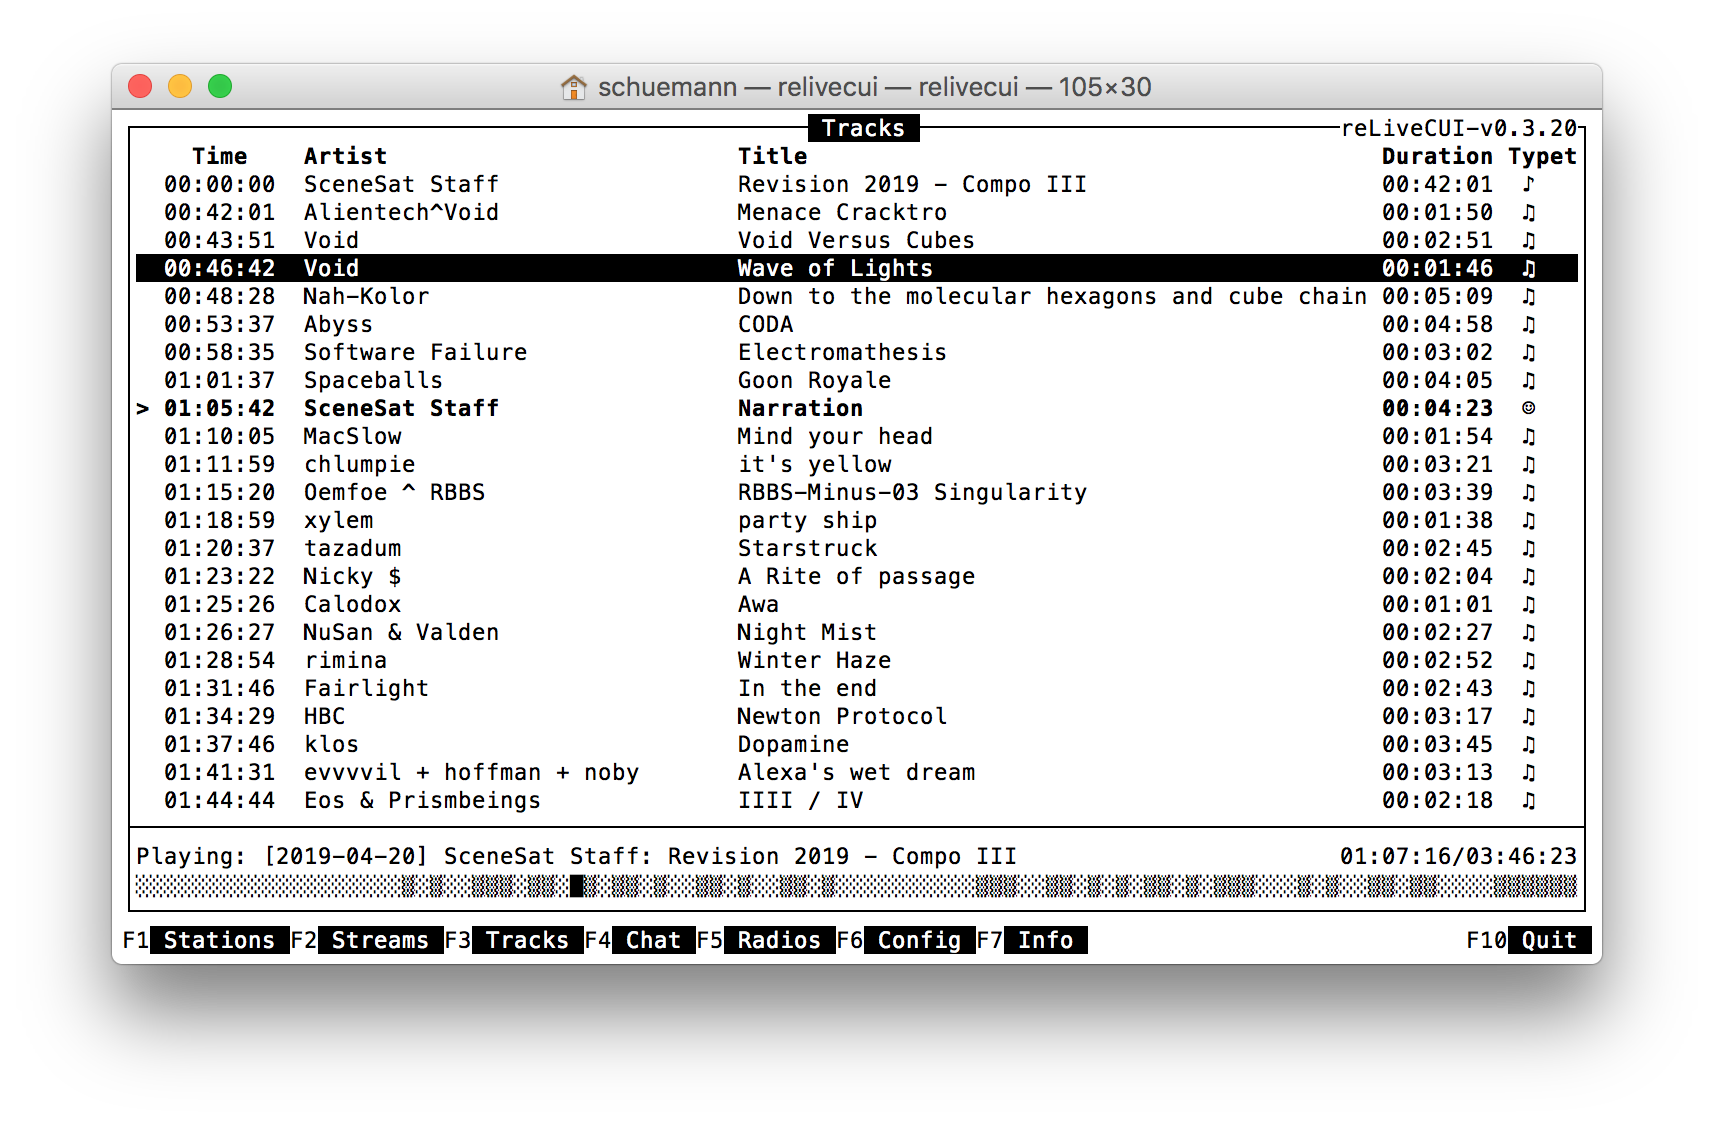 schuemann — relivecui — relivecui — 105×30
Tracks reLiveCUI-v0.3.20
Time Artist Title Duration Typet
00:00:00 SceneSat Staff Revision 2019 - Compo III 00:42:01 ♪
00:42:01 Alientech^Void Menace Cracktro 00:01:50 ♫
00:43:51 Void Void Versus Cubes 00:02:51 ♫
00:46:42 Void Wave of Lights 00:01:46 ♫
00:48:28 Nah-Kolor Down to the molecular hexagons and cube chain 00:05:09 ♫
00:53:37 Abyss CODA 00:04:58 ♫
00:58:35 Software Failure Electromathesis 00:03:02 ♫
01:01:37 Spaceballs Goon Royale 00:04:05 ♫
> 01:05:42 SceneSat Staff Narration 00:04:23 ☺
01:10:05 MacSlow Mind your head 00:01:54 ♫
01:11:59 chlumpie it's yellow 00:03:21 ♫
01:15:20 Oemfoe ^ RBBS RBBS-Minus-03 Singularity 00:03:39 ♫
01:18:59 xylem party ship 00:01:38 ♫
01:20:37 tazadum Starstruck 00:02:45 ♫
01:23:22 Nicky $ A Rite of passage 00:02:04 ♫
01:25:26 Calodox Awa 00:01:01 ♫
01:26:27 NuSan & Valden Night Mist 00:02:27 ♫
01:28:54 rimina Winter Haze 00:02:52 ♫
01:31:46 Fairlight In the end 00:02:43 ♫
01:34:29 HBC Newton Protocol 00:03:17 ♫
01:37:46 klos Dopamine 00:03:45 ♫
01:41:31 evvvvil + hoffman + noby Alexa's wet dream 00:03:13 ♫
01:44:44 Eos & Prismbeings IIII / IV 00:02:18 ♫
Playing: [2019-04-20] SceneSat Staff: Revision 2019 - Compo III 01:07:16/03:46:23
F1 Stations F2 Streams F3 Tracks F4 Chat F5 Radios F6 Config F7 Info F10 Quit